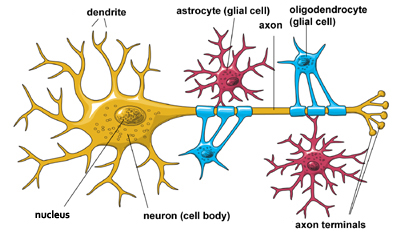 dendrite
astrocyte (glial cell)
axon
oligodendrocyte
(glial cell)
nucleus
neuron (cell body)
axon terminals